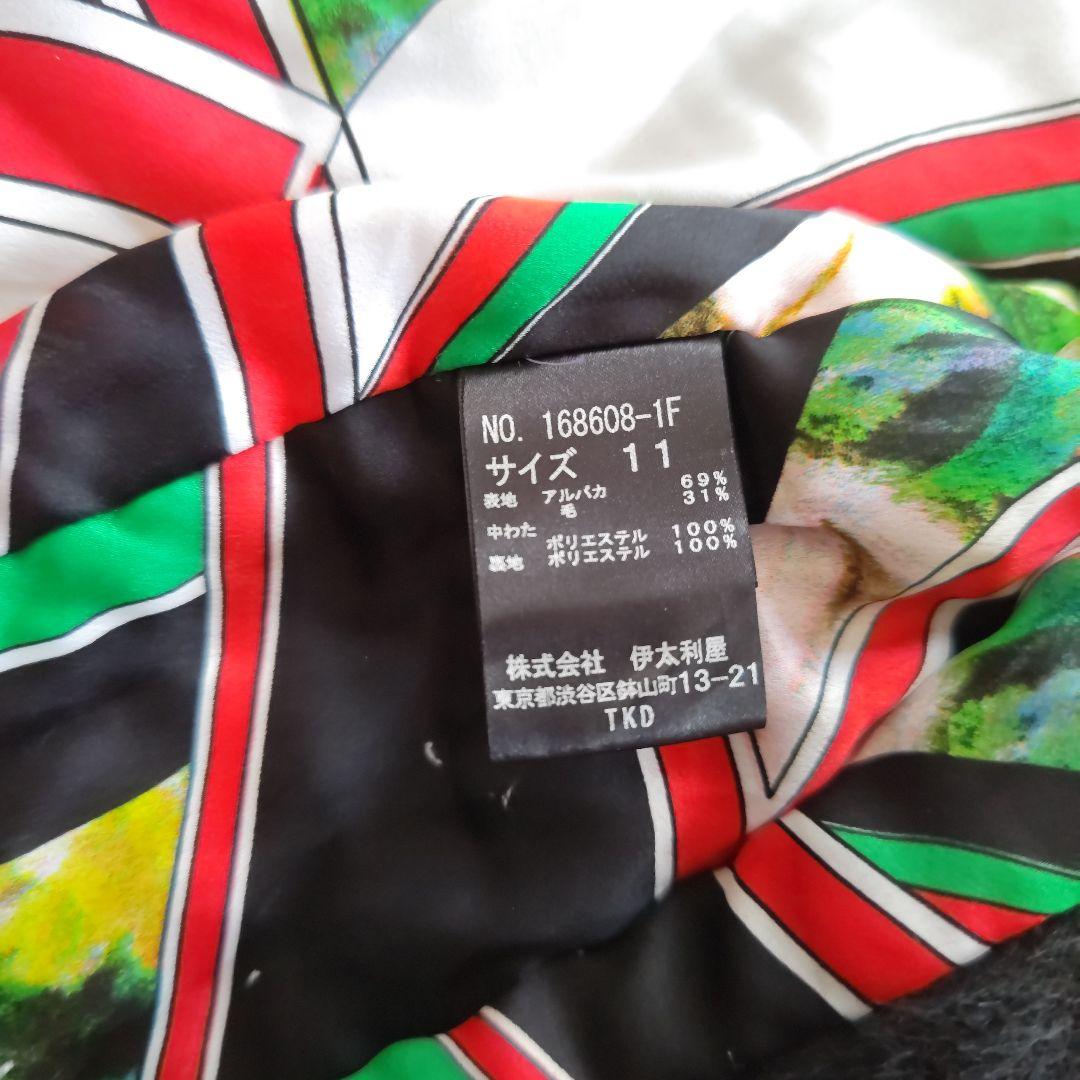 NO. 168608-1F
サイズ 11
表地 アルパカ 69%
毛 31%
中わた ポリエステル 100%
裏地 ポリエステル 100%
株式会社 伊太利屋
東京都渋谷区鉢山町13-21
TKD